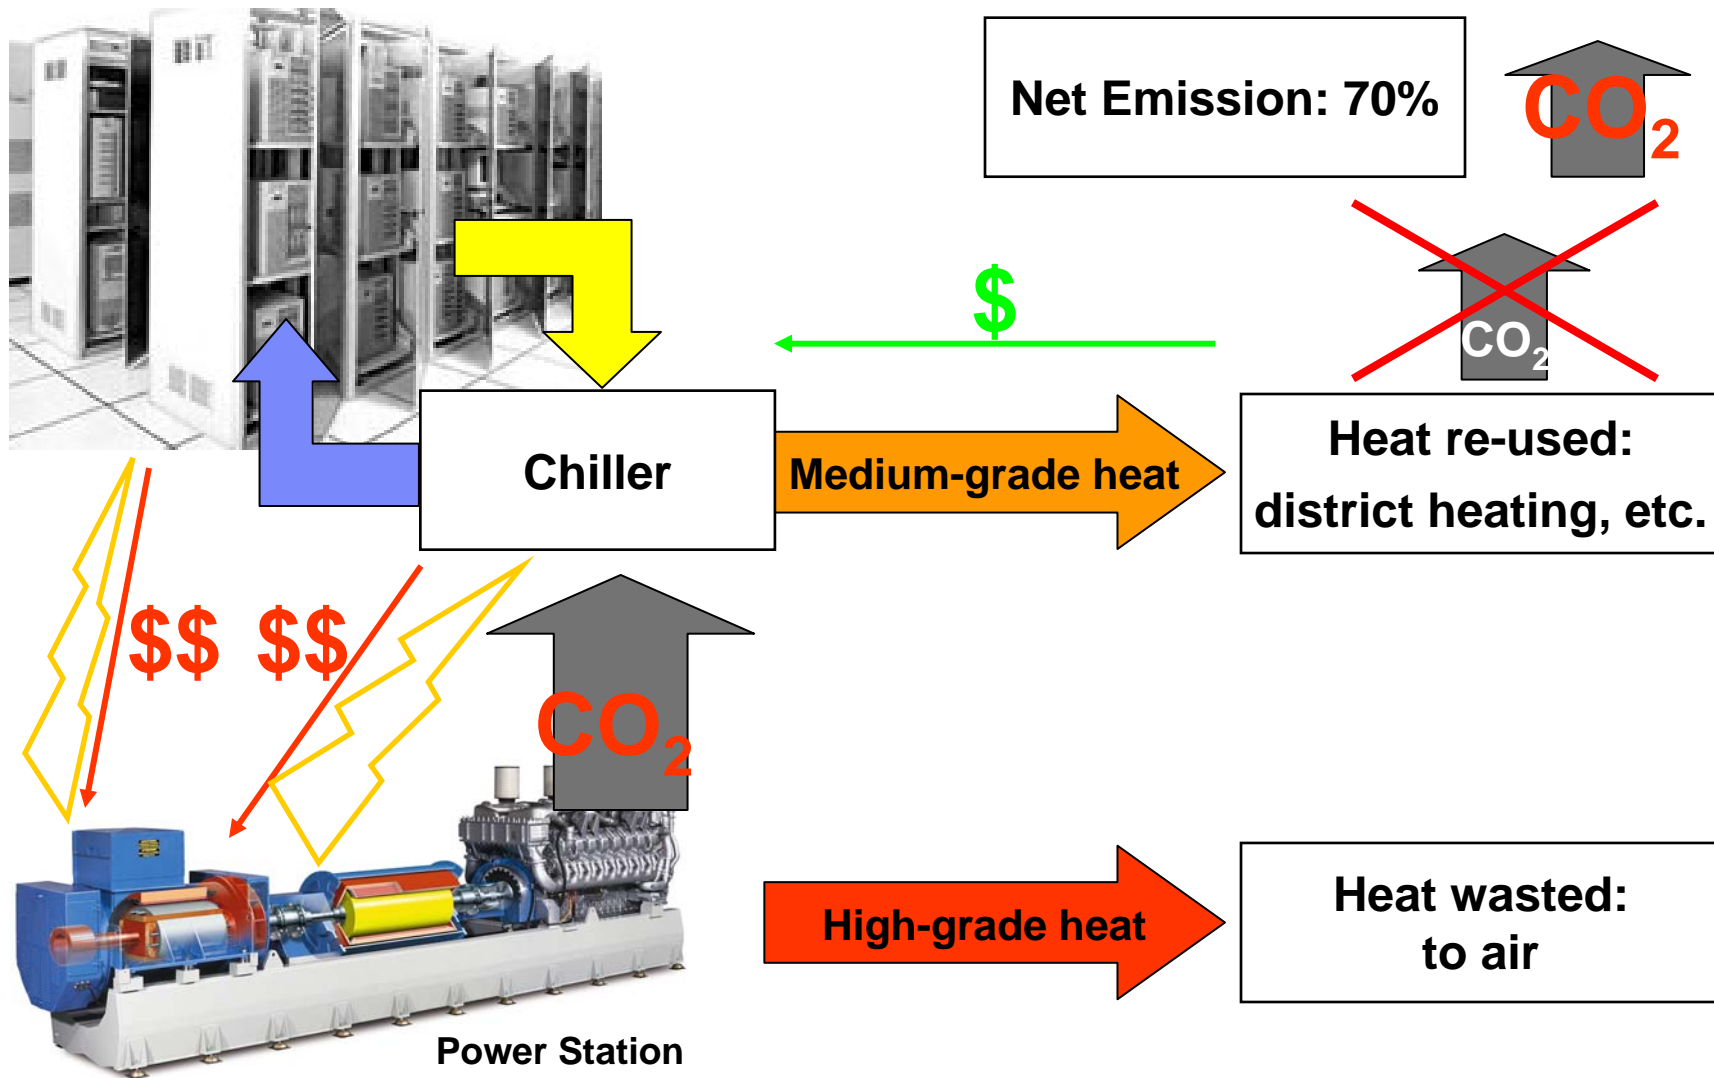 Net Emission: 70%
CO₂
$
CO₂
Heat re-used:
district heating, etc.
Chiller
Medium-grade heat
$$ $$
CO₂
High-grade heat
Heat wasted:
to air
Power Station